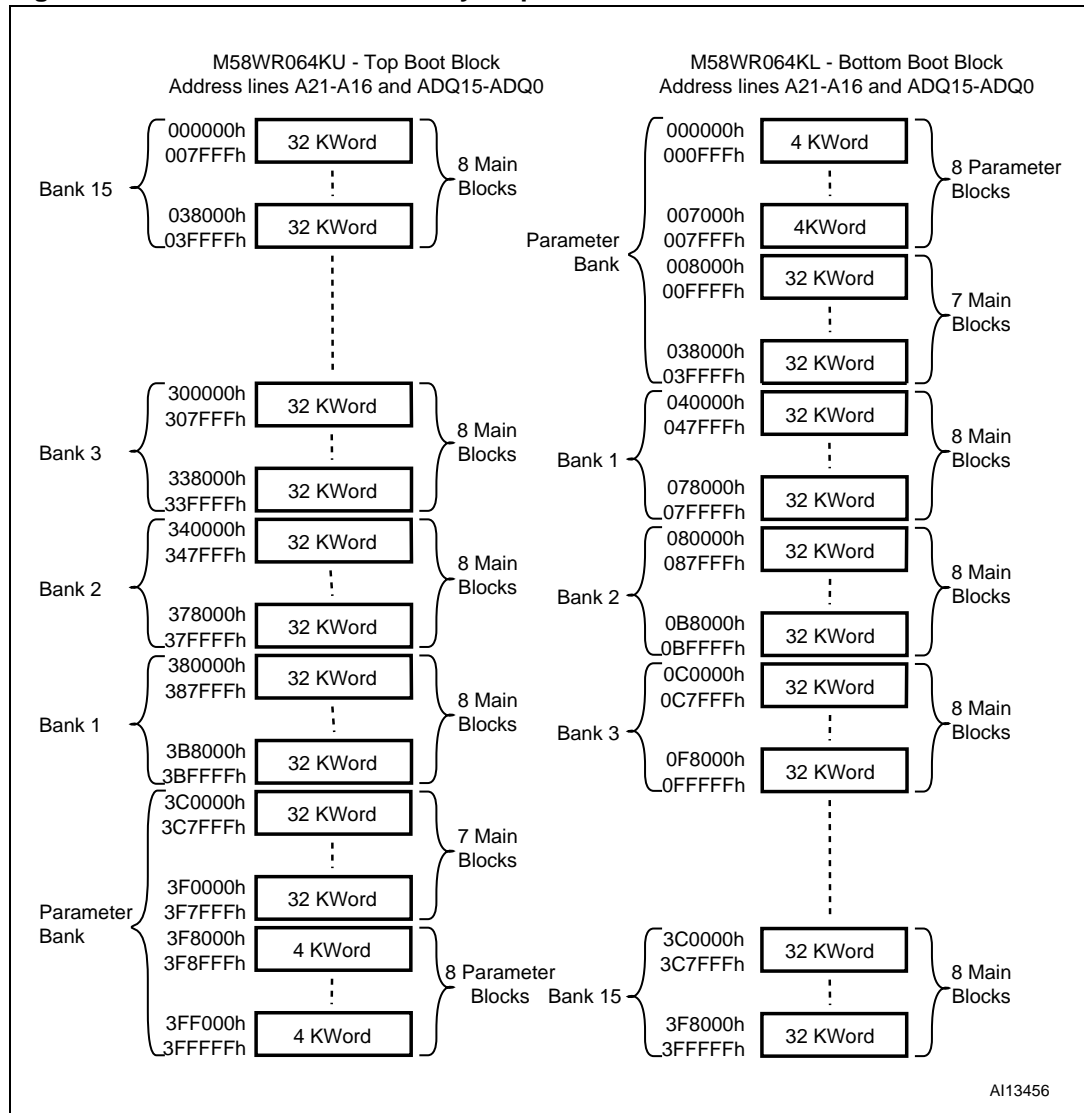 M58WR064KU - Top Boot Block
Address lines A21-A16 and ADQ15-ADQ0
000000h
007FFFh
32 KWord
8 Main
Blocks
Bank 15
038000h
03FFFFh
32 KWord
300000h
307FFFh
32 KWord
8 Main
Blocks
Bank 3
338000h
33FFFFh
32 KWord
340000h
347FFFh
32 KWord
8 Main
Blocks
Bank 2
378000h
37FFFFh
32 KWord
380000h
387FFFh
32 KWord
8 Main
Blocks
Bank 1
3B8000h
3BFFFFh
32 KWord
3C0000h
3C7FFFh
32 KWord
7 Main
Blocks
3F0000h
3F7FFFh
32 KWord
Parameter
Bank
3F8000h
3F8FFFh
4 KWord
8 Parameter
Blocks
3FF000h
3FFFFFh
4 KWord
M58WR064KL - Bottom Boot Block
Address lines A21-A16 and ADQ15-ADQ0
000000h
000FFFh
4 KWord
8 Parameter
Blocks
007000h
007FFFh
4KWord
Parameter
Bank
008000h
00FFFFh
32 KWord
7 Main
Blocks
038000h
03FFFFh
32 KWord
040000h
047FFFh
32 KWord
8 Main
Blocks
Bank 1
078000h
07FFFFh
32 KWord
080000h
087FFFh
32 KWord
8 Main
Blocks
Bank 2
0B8000h
0BFFFFh
32 KWord
0C0000h
0C7FFFh
32 KWord
8 Main
Blocks
Bank 3
0F8000h
0FFFFFh
32 KWord
3C0000h
3C7FFFh
32 KWord
8 Main
Blocks
Bank 15
3F8000h
3FFFFFh
32 KWord
AI13456